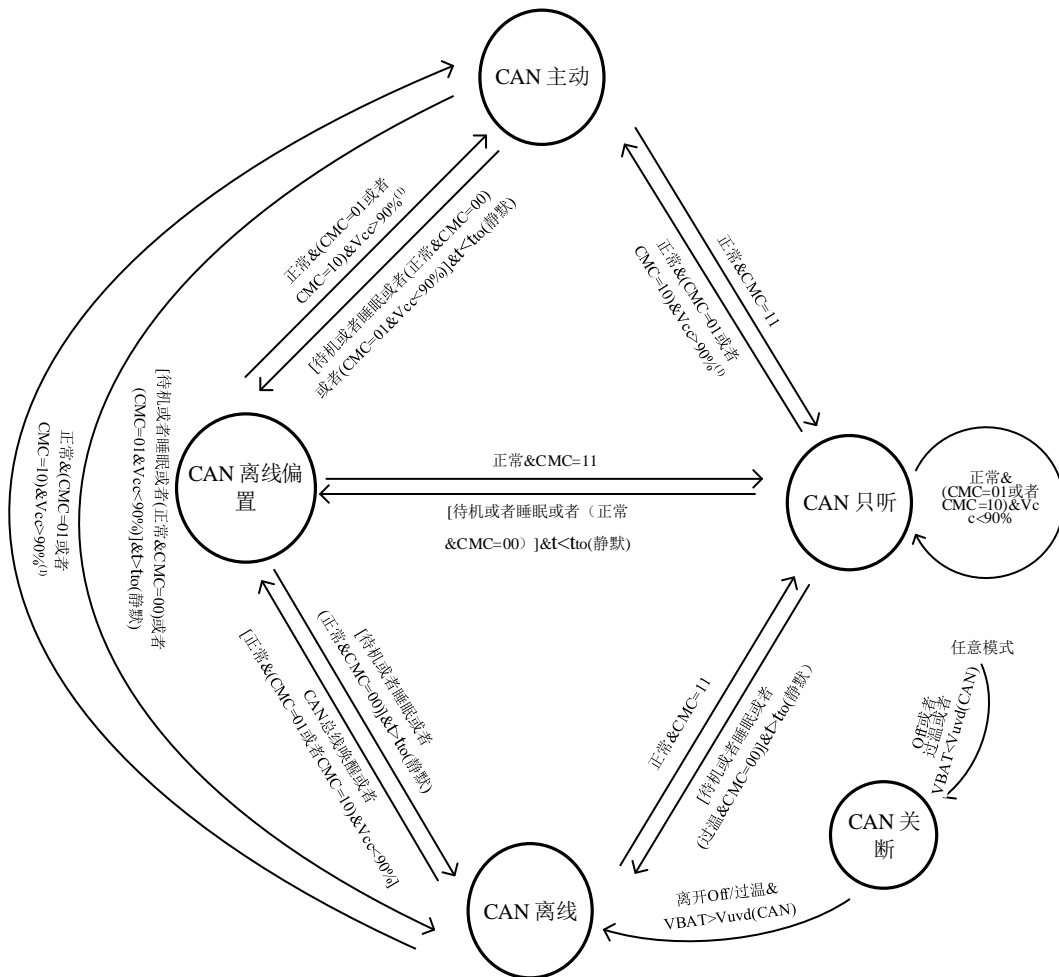 CAN 主动
正常&(CMC=01或者
CMC=10)&Vcc>90%(1)
[待机或者睡眠或者(正常&CMC=00)
或者(CMC=01&Vcc<90%)]&t<tto(静默)
正常&CMC=11
正常&(CMC=01或者
CMC=10)&Vcc>90%(1)
正常&(CMC=01或者
CMC=10)&Vcc>90%(1)
[待机或者睡眠或者(正常&CMC=00)或者
(CMC=01&Vcc<90%)]&t>tto(静默)
CAN 离线偏
置
正常&CMC=11
[待机或者睡眠或者（正常
&CMC=00）]&t<tto(静默)
CAN 只听
正常&
(CMC=01或者
CMC=10)&Vc
c<90%
[待机或者睡眠或者
(正常&CMC=00)]&t>tto(静默)
CAN总线唤醒或者
[正常&(CMC=01或者CMC=10)&Vcc<90%]
正常&CMC=11
[待机或者睡眠或者
(过温&CMC=00)]&t>tto(静默)
任意模式
Off或者
过温或者
VBAT<Vuvd(CAN)
CAN 关
断
离开Off/过温&
VBAT>Vuvd(CAN)
CAN 离线